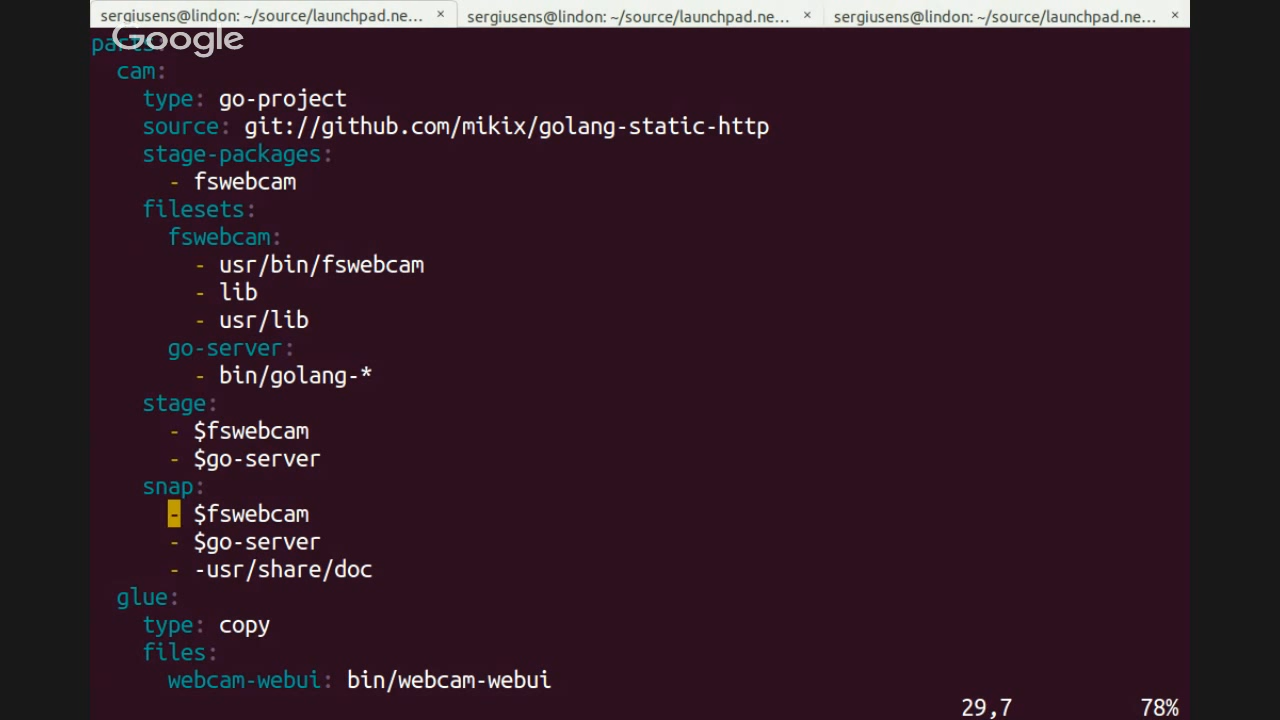 sergiusens@lindon: ~/source/launchpad.ne... × sergiusens@lindon: ~/source/launchpad.ne... × sergiusens@lindon: ~/source/launchpad.ne... ×
Google
parts:
cam:
type: go-project
source: git://github.com/mikix/golang-static-http
stage-packages:
- fswebcam
filesets:
fswebcam:
- usr/bin/fswebcam
- lib
- usr/lib
go-server:
- bin/golang-*
stage:
- $fswebcam
- $go-server
snap:
- $fswebcam
- $go-server
- -usr/share/doc
glue:
type: copy
files:
webcam-webui: bin/webcam-webui
29,7 78%